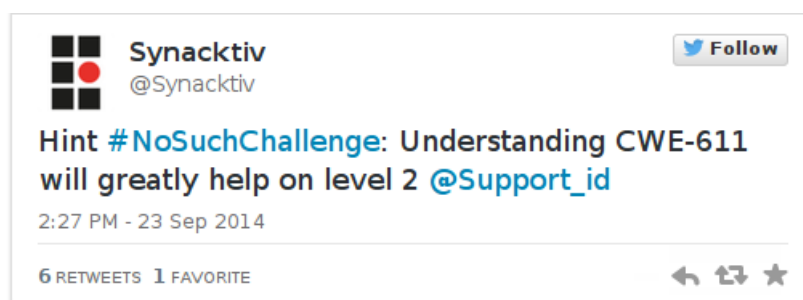 Synacktiv
Follow
@Synacktiv
Hint #NoSuchChallenge: Understanding CWE-611
will greatly help on level 2 @Support_id
2:27 PM - 23 Sep 2014
6 RETWEETS 1 FAVORITE